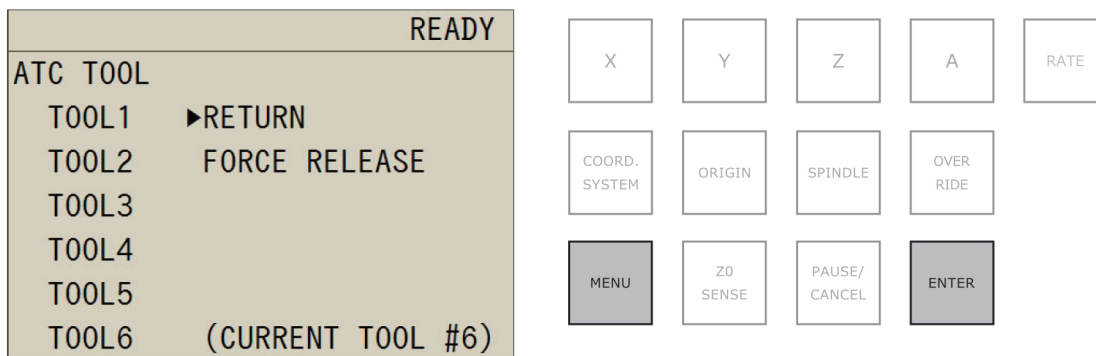 READY
ATC TOOL
TOOL1 ▶RETURN
TOOL2 FORCE RELEASE
TOOL3
TOOL4
TOOL5
TOOL6 (CURRENT TOOL #6)
X Y Z A RATE
COORD.
SYSTEM
ORIGIN
SPINDLE
OVER
RIDE
MENU
Z0
SENSE
PAUSE/
CANCEL
ENTER